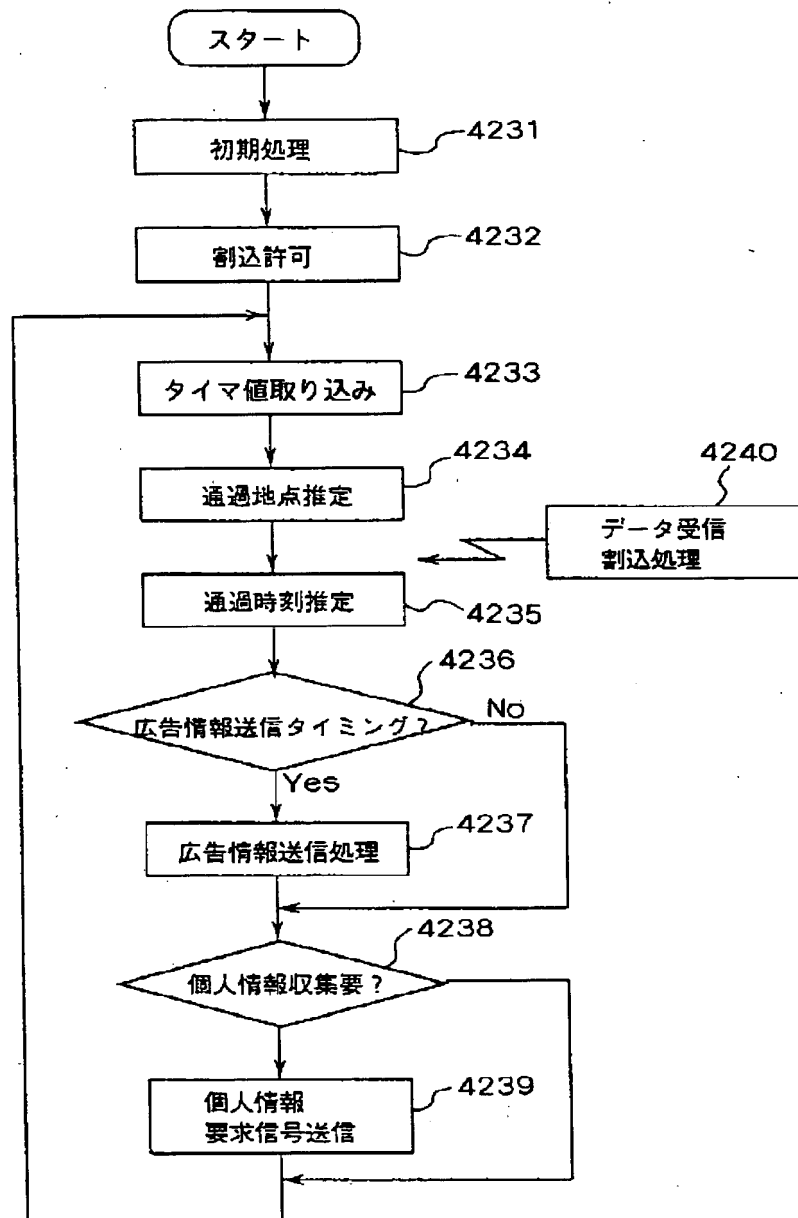 スタート
初期処理
4231
割込許可
4232
タイマ値取り込み
4233
通過地点推定
4234
データ受信
割込処理
4240
通過時刻推定
4235
広告情報送信タイミング？
4236
No
Yes
広告情報送信処理
4237
個人情報収集要？
4238
個人情報
要求信号送信
4239